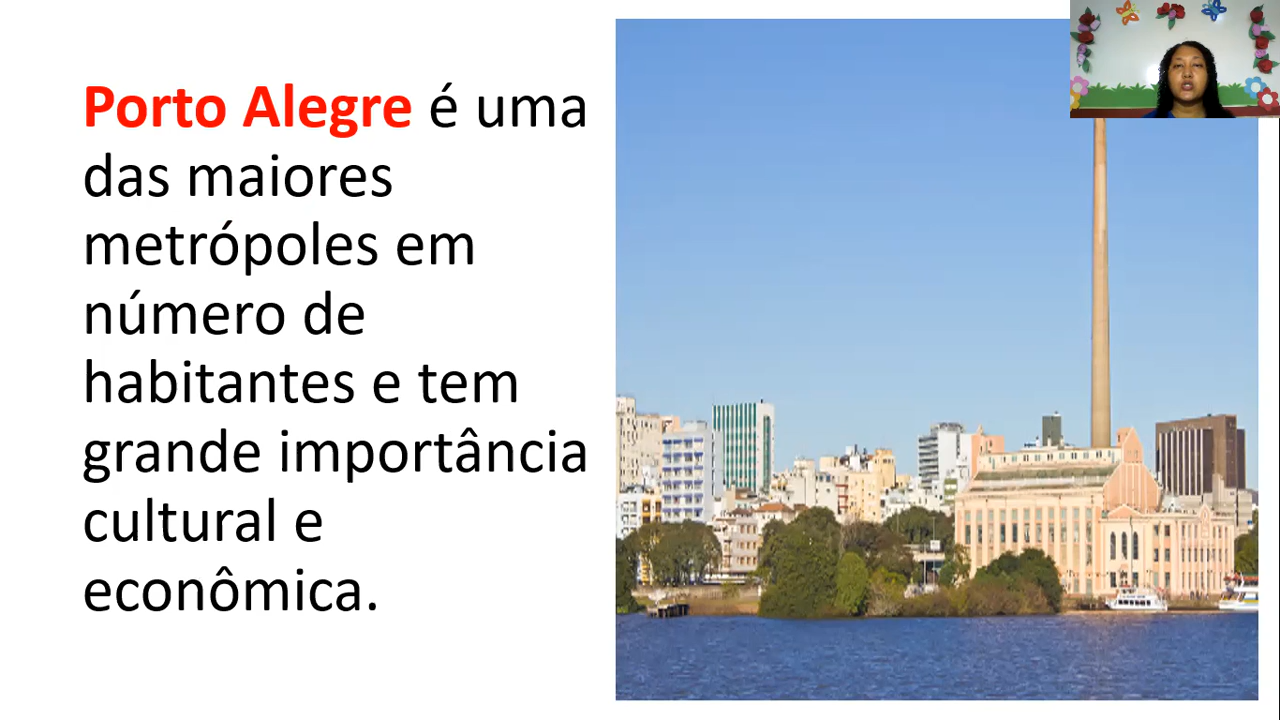 Porto Alegre é uma
das maiores
metrópoles em
número de
habitantes e tem
grande importância
cultural e
econômica.